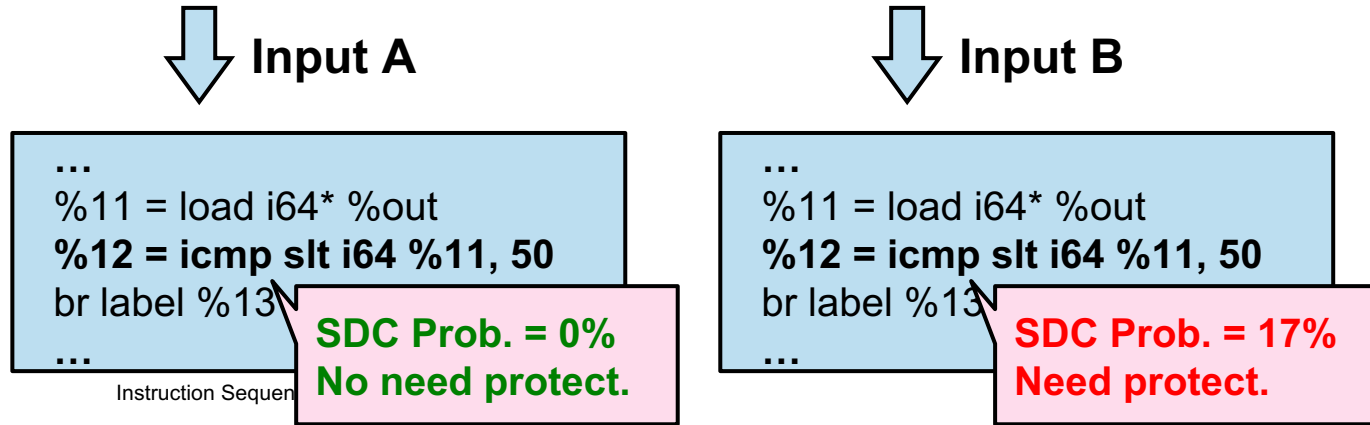 Input A
…
%11 = load i64* %out
%12 = icmp slt i64 %11, 50
br label %13
…
SDC Prob. = 0%
No need protect.
Instruction Sequen
Input B
…
%11 = load i64* %out
%12 = icmp slt i64 %11, 50
br label %13
…
SDC Prob. = 17%
Need protect.